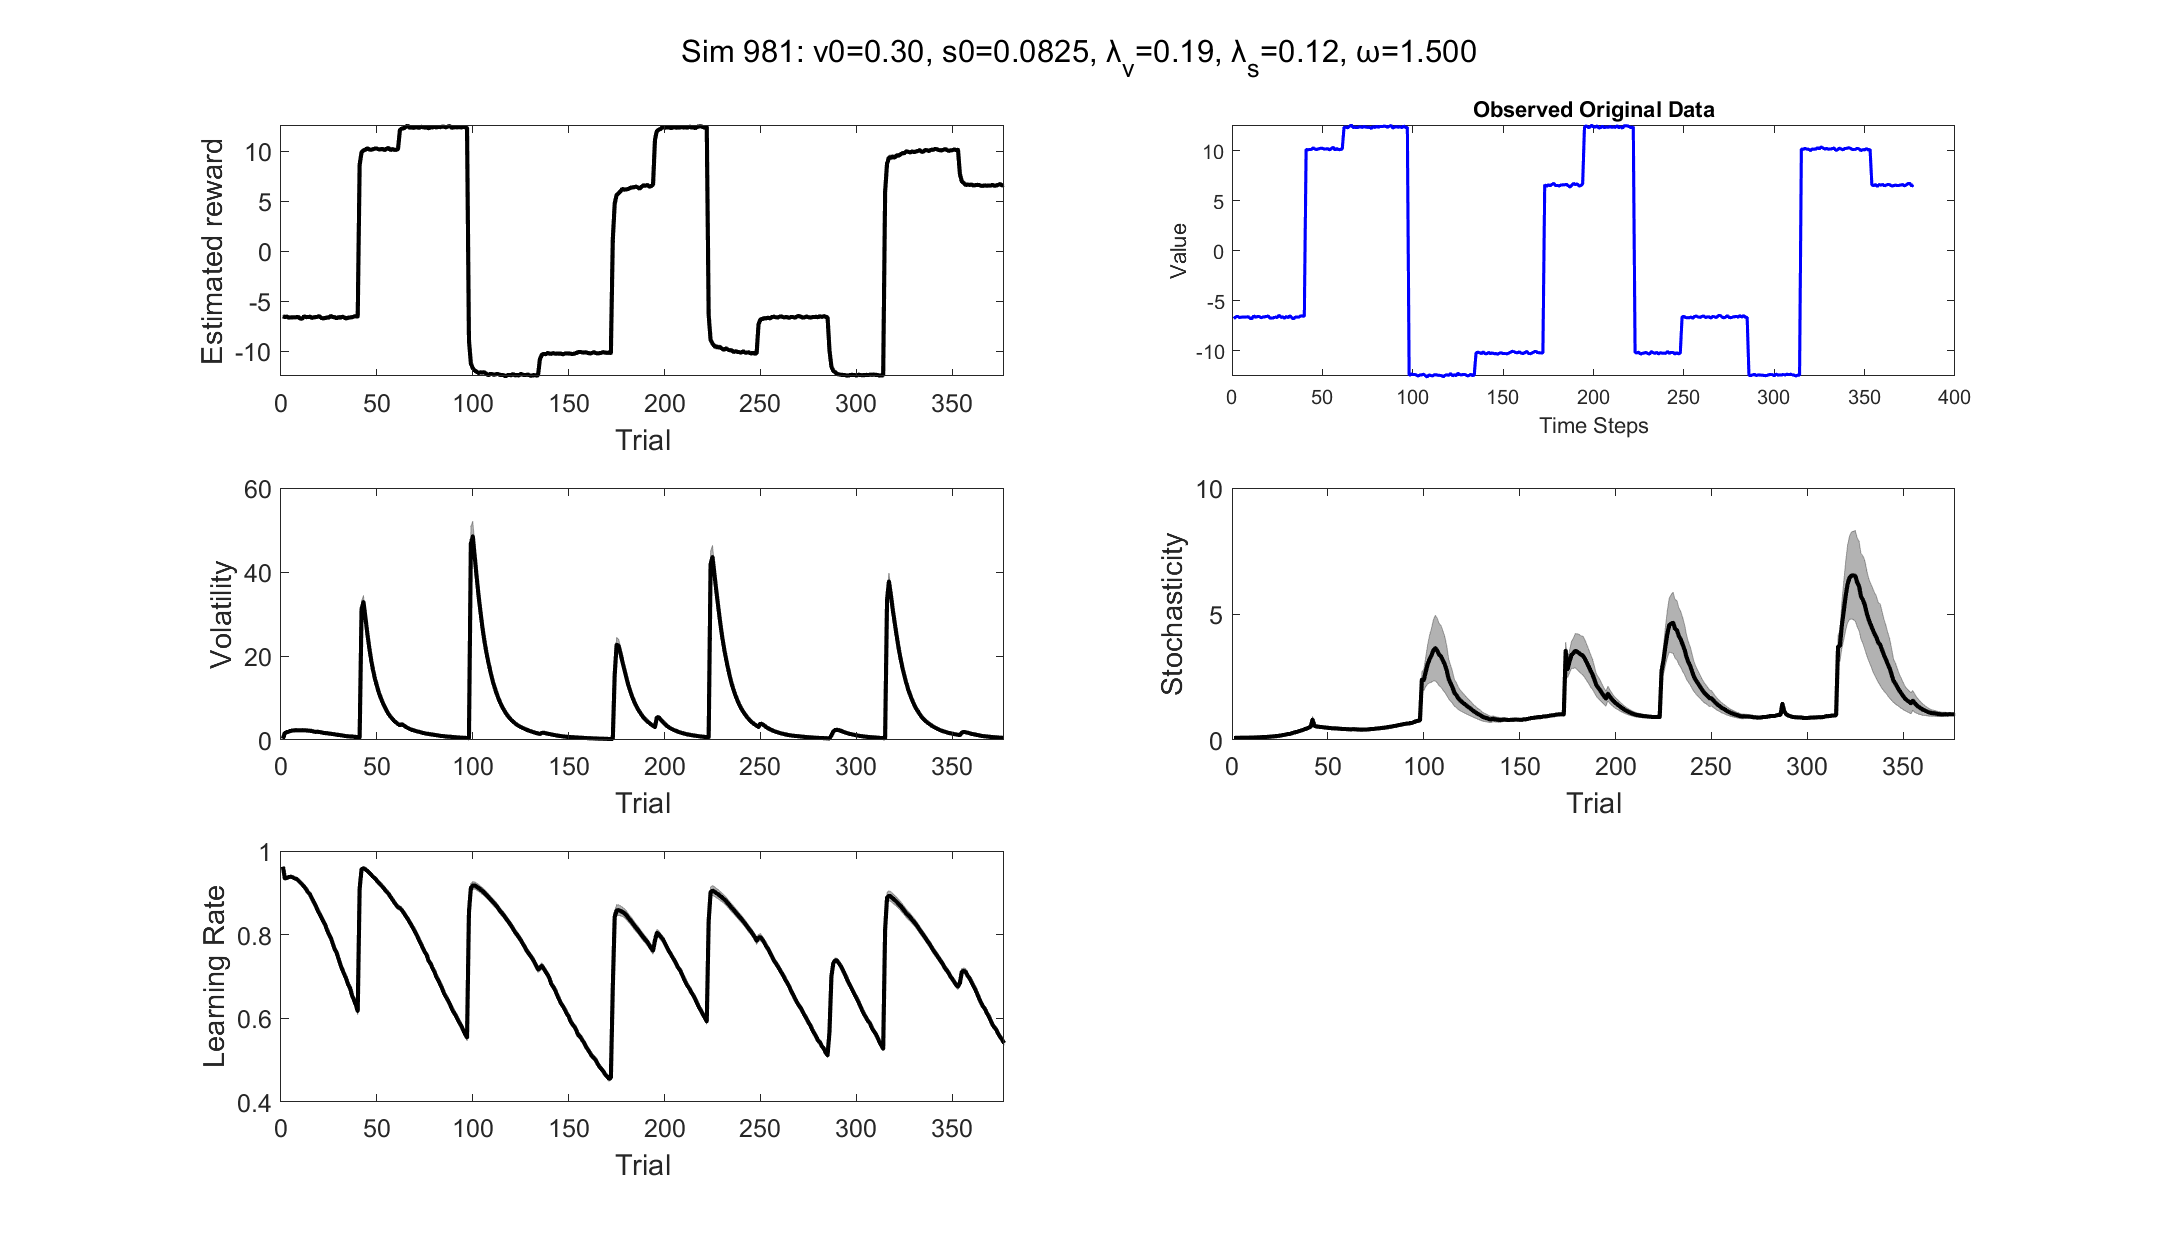 Sim 981: v0=0.30, s0=0.0825, λv=0.19, λs=0.12, ω=1.500
Estimated reward
10
5
0
-5
-10
0 50 100 150 200 250 300 350
Trial
Observed Original Data
Value
10
5
0
-5
-10
0 50 100 150 200 250 300 350 400
Time Steps
Volatility
60
40
20
0
0 50 100 150 200 250 300 350
Trial
Stochasticity
10
5
0
0 50 100 150 200 250 300 350
Trial
Learning Rate
1
0.8
0.6
0.4
0 50 100 150 200 250 300 350
Trial